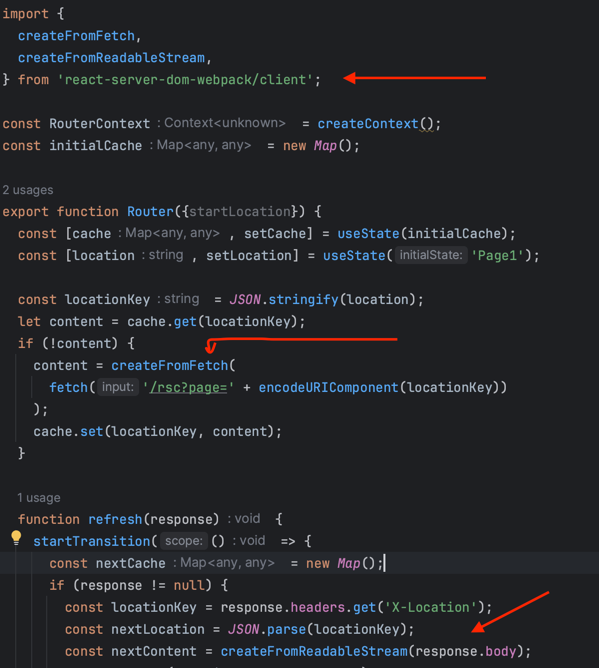 import {
createFromFetch,
createFromReadableStream,
} from 'react-server-dom-webpack/client';
const RouterContext : Context<unknown> = createContext();
const initialCache : Map<any, any> = new Map();
2 usages
export function Router({startLocation}) {
const [cache : Map<any, any> , setCache] = useState(initialCache);
const [location : string , setLocation] = useState( initialState: 'Page1');
const locationKey : string = JSON.stringify(location);
let content = cache.get(locationKey);
if (!content) {
content = createFromFetch(
fetch( input: '/rsc?page=' + encodeURIComponent(locationKey))
);
cache.set(locationKey, content);
}
1 usage
function refresh(response) : void {
startTransition( scope: () : void => {
const nextCache : Map<any, any> = new Map();
if (response != null) {
const locationKey = response.headers.get('X-Location');
const nextLocation = JSON.parse(locationKey);
const nextContent = createFromReadableStream(response.body);